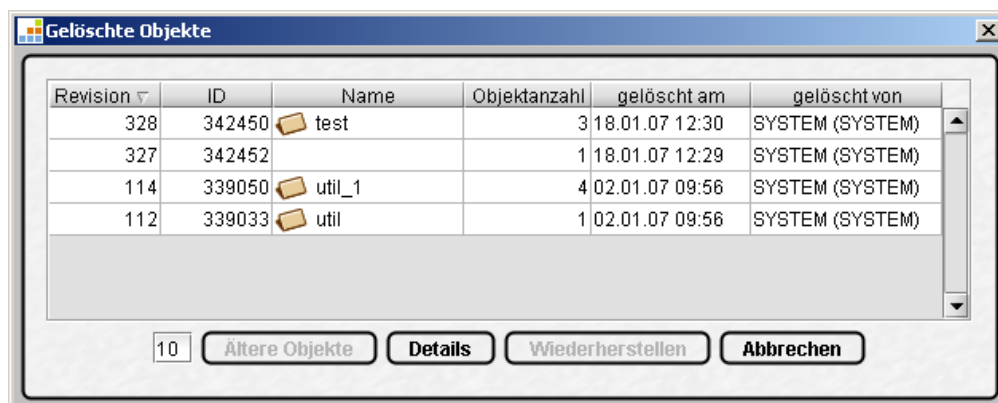 Gelöschte Objekte
Revision ID Name Objektanzahl gelöscht am gelöscht von
328 342450 test 3 18.01.07 12:30 SYSTEM (SYSTEM)
327 342452 1 18.01.07 12:29 SYSTEM (SYSTEM)
114 339050 util_1 4 02.01.07 09:56 SYSTEM (SYSTEM)
112 339033 util 1 02.01.07 09:56 SYSTEM (SYSTEM)
10 Ältere Objekte Details Wiederherstellen Abbrechen